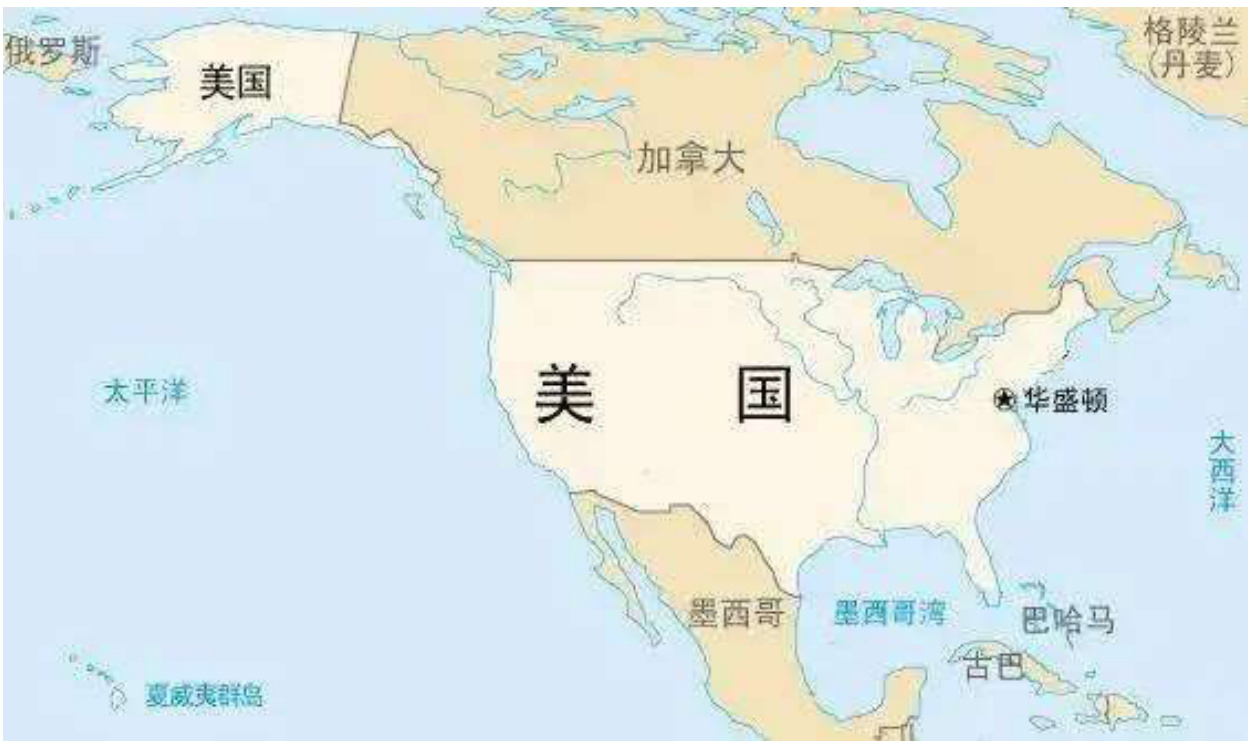 俄罗斯
美国
格陵兰
(丹麦)
加拿大
美国
太平洋
华盛顿
大西洋
墨西哥
墨西哥湾
巴哈马
古巴
夏威夷群岛